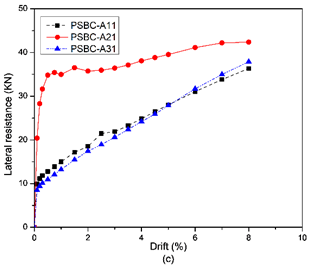 PSBC-A11
PSBC-A21
PSBC-A31
Lateral resistance (KN)
50
40
30
20
10
0
0 2 4 6 8 10
Drift (%)
(c)